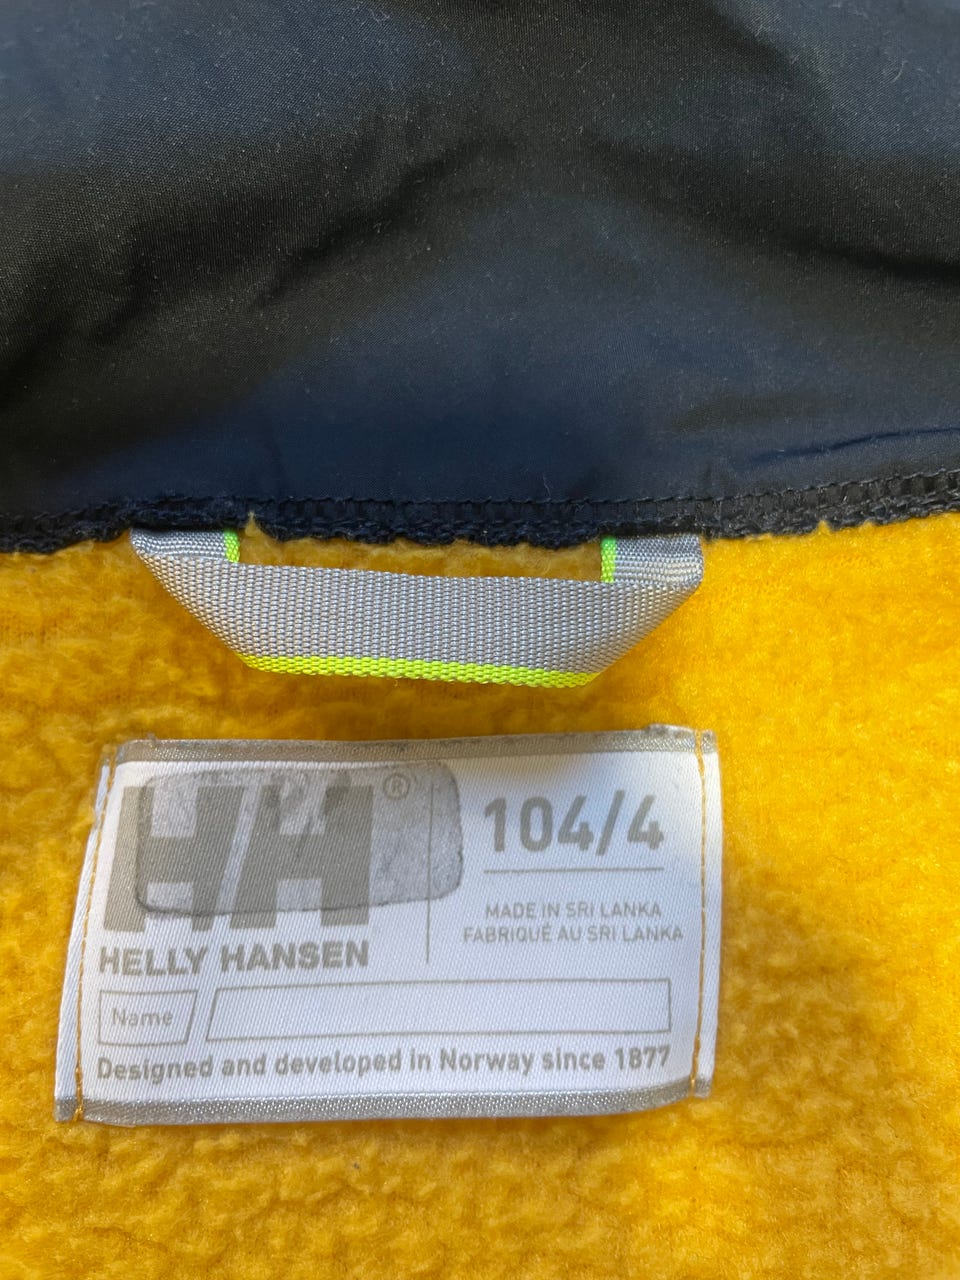 HH®
HELLY HANSEN
104/4
MADE IN SRI LANKA
FABRIQUÉ AU SRI LANKA
Name
Designed and developed in Norway since 1877